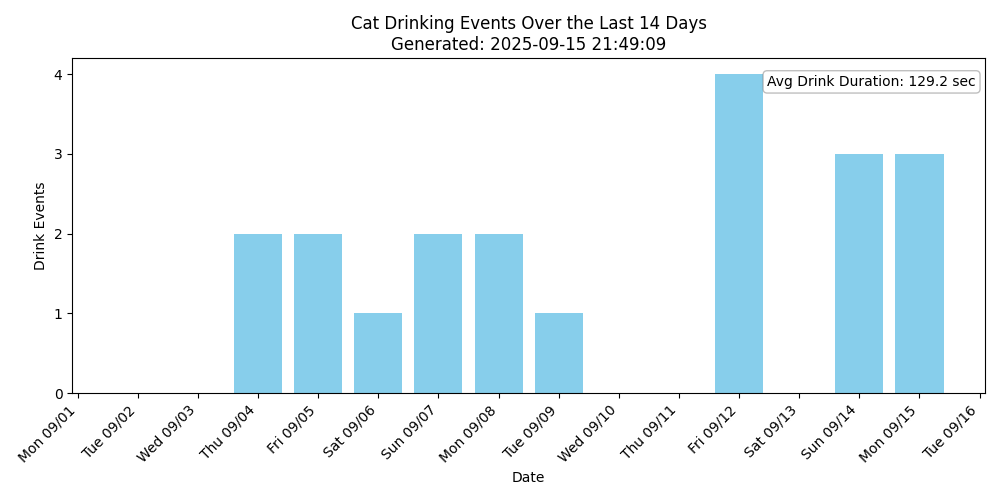 Cat Drinking Events Over the Last 14 Days
Generated: 2025-09-15 21:49:09
Avg Drink Duration: 129.2 sec
Drink Events
4
3
2
1
0
Mon 09/01
Tue 09/02
Wed 09/03
Thu 09/04
Fri 09/05
Sat 09/06
Sun 09/07
Mon 09/08
Tue 09/09
Wed 09/10
Thu 09/11
Fri 09/12
Sat 09/13
Sun 09/14
Mon 09/15
Tue 09/16
Date